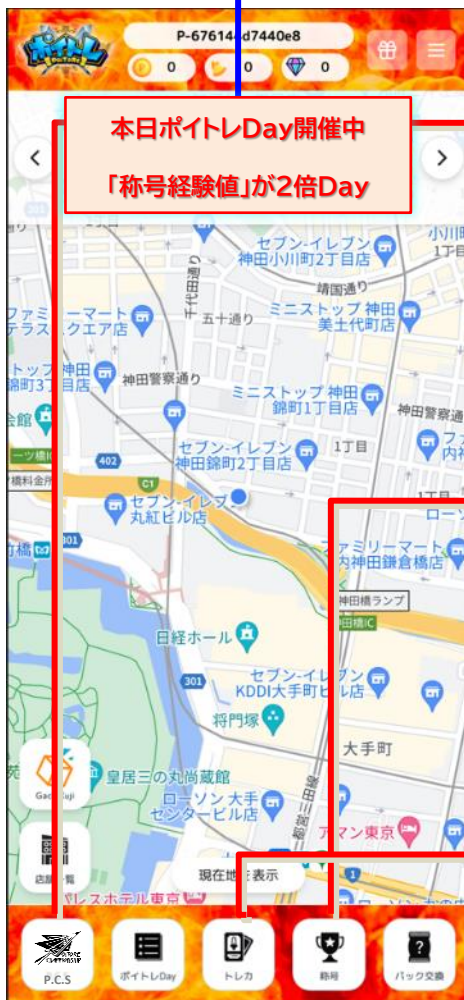 ポイトレ
P-676144d7440e8
0
0
0
本日ポイトレDay開催中
「称号経験値」が2倍Day
セブン-イレブン
神田小川町2丁目店
小川町
1丁目
千代田通り
靖国通り
五十通り
ミニストップ 神田
美土代町店
ファミリーマート
テラススクエア店
神田警察通り
ミニストップ 神田
錦町1丁目店
神田警察通
会館
402
C1
セブン-イレブン
神田錦町2丁目店
1丁目
1丁目
セブン-イレブン
丸紅ビル店
ファミリーマート
内神田鎌倉橋店
神田橋ランプ
神田橋IC
日経ホール
301
セブン-イレブン
KDDI大手町ビル店
将門塚
大手町
皇居三の丸尚蔵館
ローソン 大手
センタービル店
都営三田線
アマン東京
店舗一覧
現在地を表示
パレスホテル東京
1
P.C.S
ポイトレDay
トレカ
称号
パック交換